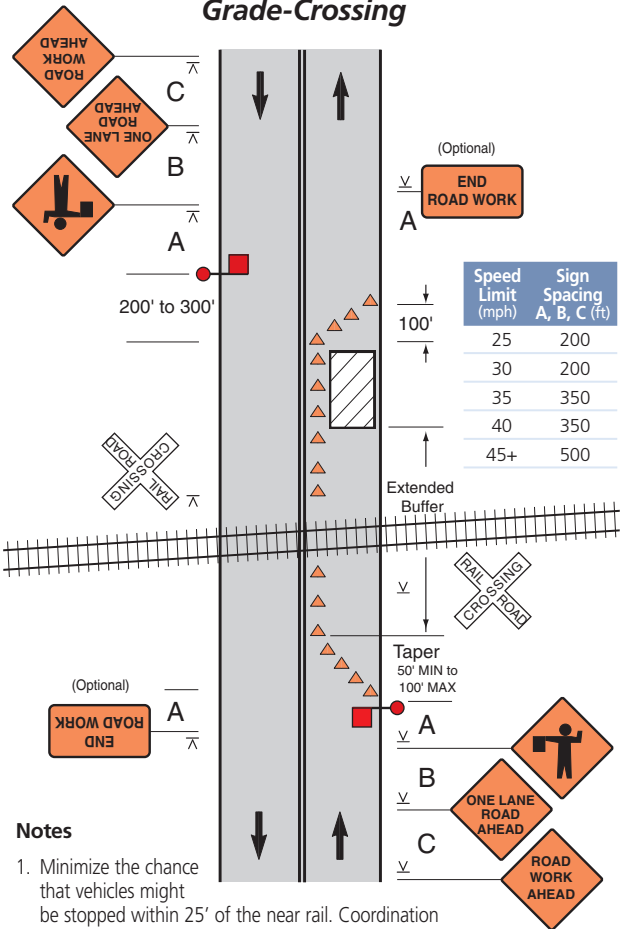 Grade-Crossing
ROAD
WORK
AHEAD
C
ONE LANE
ROAD
AHEAD
B
A
200' to 300'
(Optional)
END
ROAD WORK
A
100'
Speed Limit (mph) Sign Spacing A, B, C (ft)
25 200
30 200
35 350
40 350
45+ 500
RAIL ROAD
CROSSING
Extended
Buffer
RAIL ROAD
CROSSING
Taper
50' MIN to
100' MAX
(Optional)
END
ROAD WORK
A
A
B
ONE LANE
ROAD
AHEAD
C
ROAD
WORK
AHEAD
Notes
1. Minimize the chance
that vehicles might
be stopped within 25’ of the near rail. Coordination